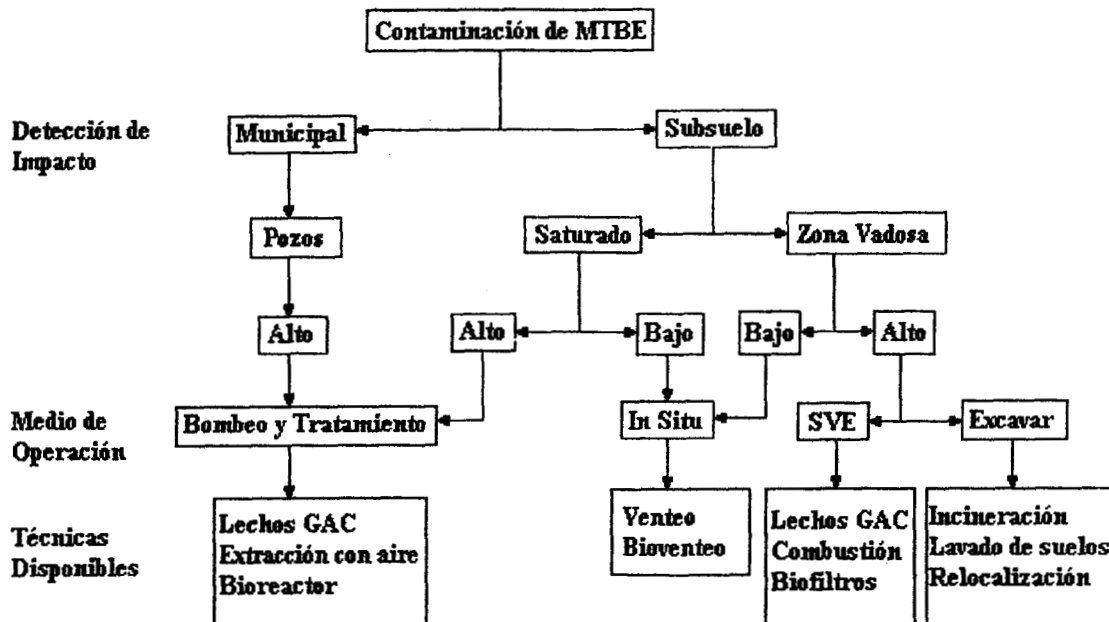 Contaminación de MTBE
Detección de
Impacto
Municipal
Subsuelo
Pozos
Saturado
Zona Vadosa
Alto
Alto
Bajo
Bajo
Alto
Medio de
Operación
Bombeo y Tratamiento
In Situ
SVE
Excavar
Técnicas
Disponibles
Lechos GAC
Extracción con aire
Bioreactor
Venteo
Bioventeo
Lechos GAC
Combustión
Biofiltros
Incineración
Lavado de suelos
Relocalización